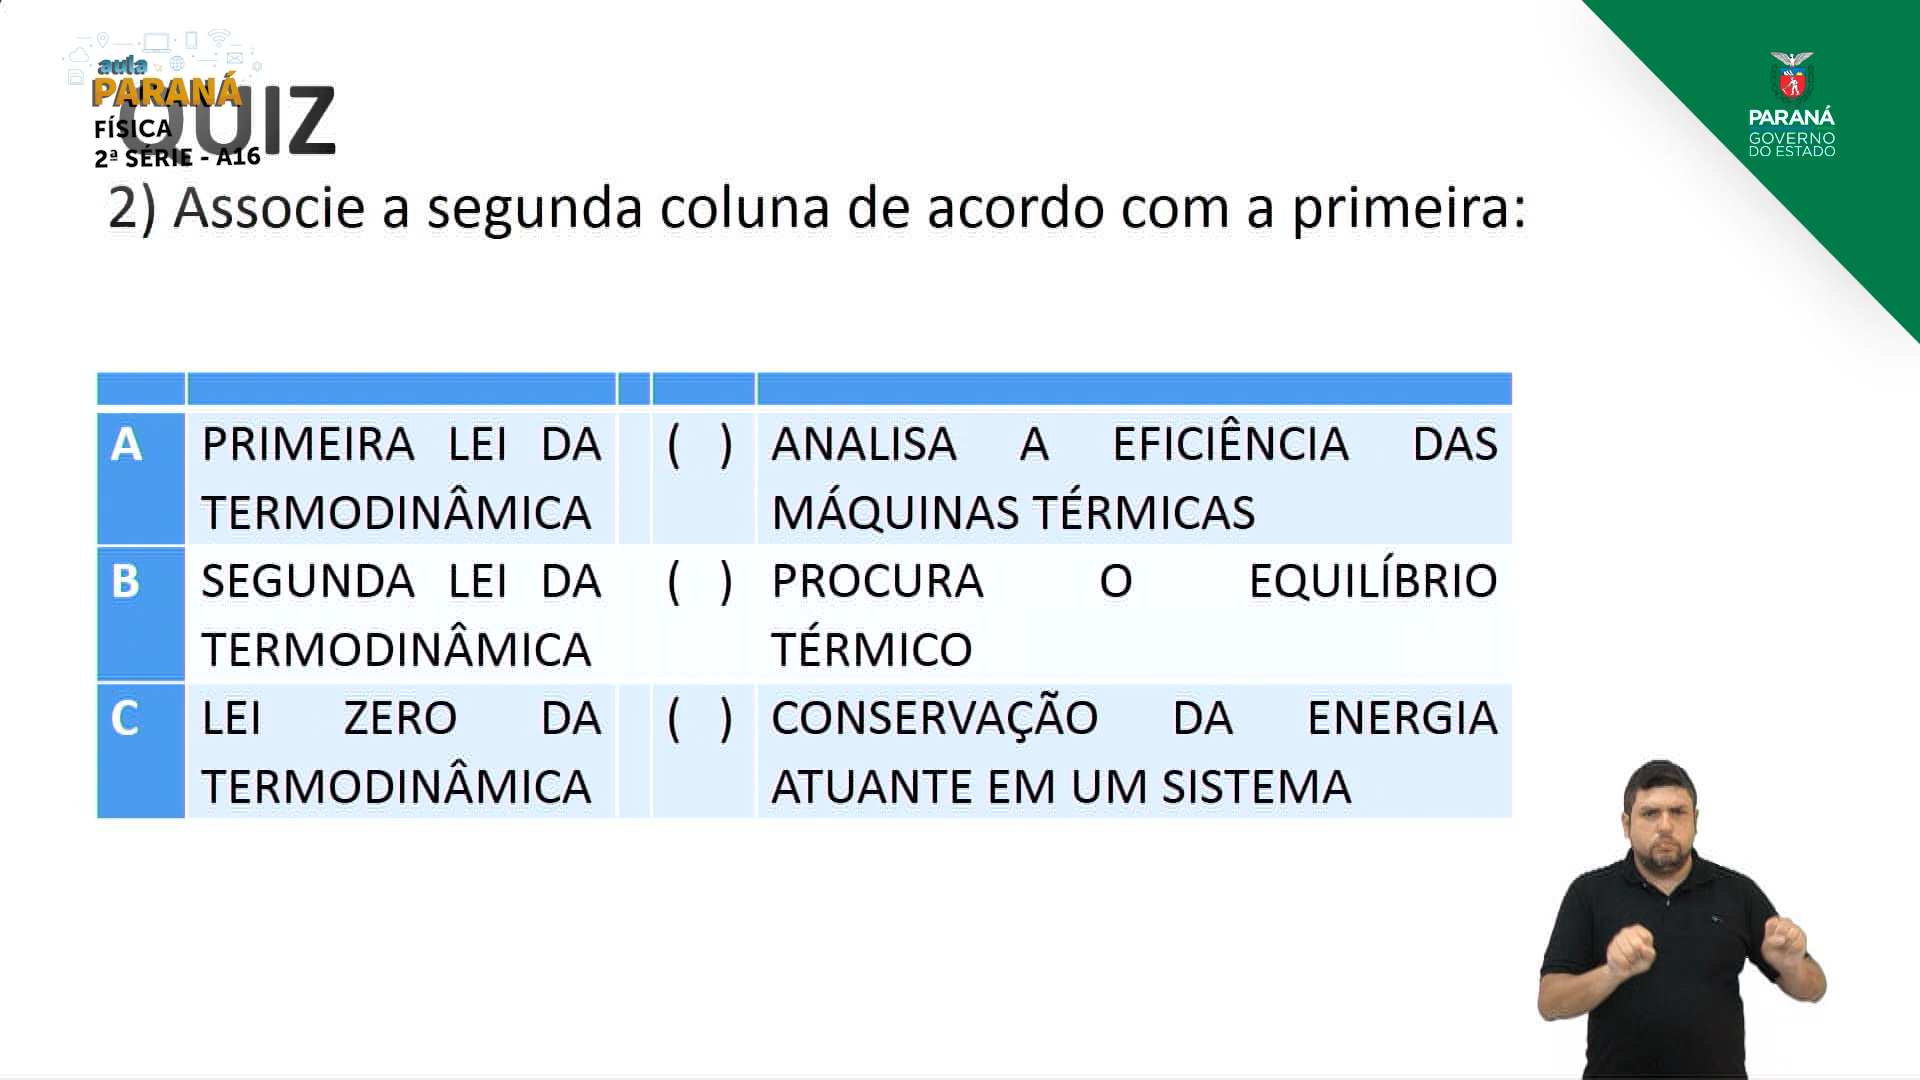 aula
PARANÁ
QUIZ
FÍSICA
2ª SÉRIE - A16
PARANÁ
GOVERNO
DO ESTADO
2) Associe a segunda coluna de acordo com a primeira:
A PRIMEIRA LEI DA ( ) ANALISA A EFICIÊNCIA DAS
TERMODINÂMICA MÁQUINAS TÉRMICAS
B SEGUNDA LEI DA ( ) PROCURA O EQUILÍBRIO
TERMODINÂMICA TÉRMICO
C LEI ZERO DA ( ) CONSERVAÇÃO DA ENERGIA
TERMODINÂMICA ATUANTE EM UM SISTEMA